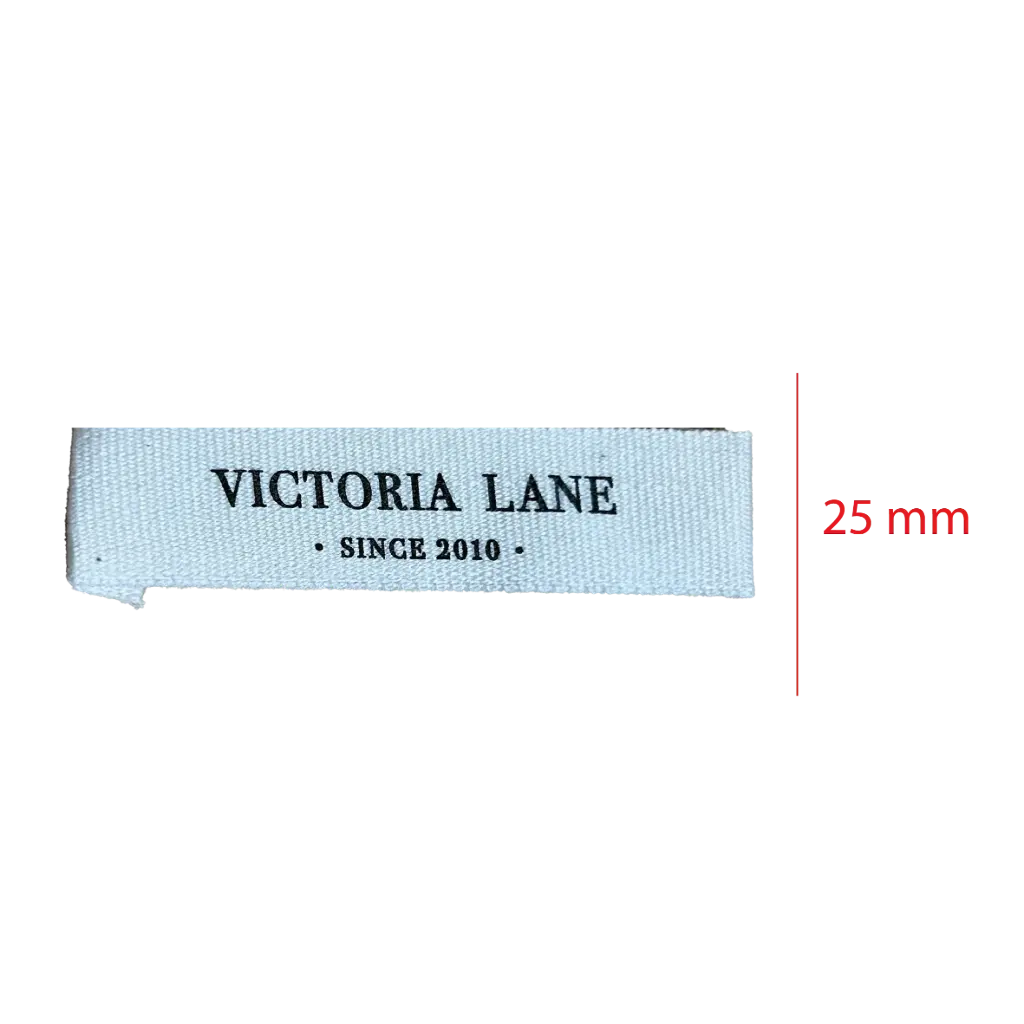 VICTORIA LANE
• SINCE 2010 •
25 mm